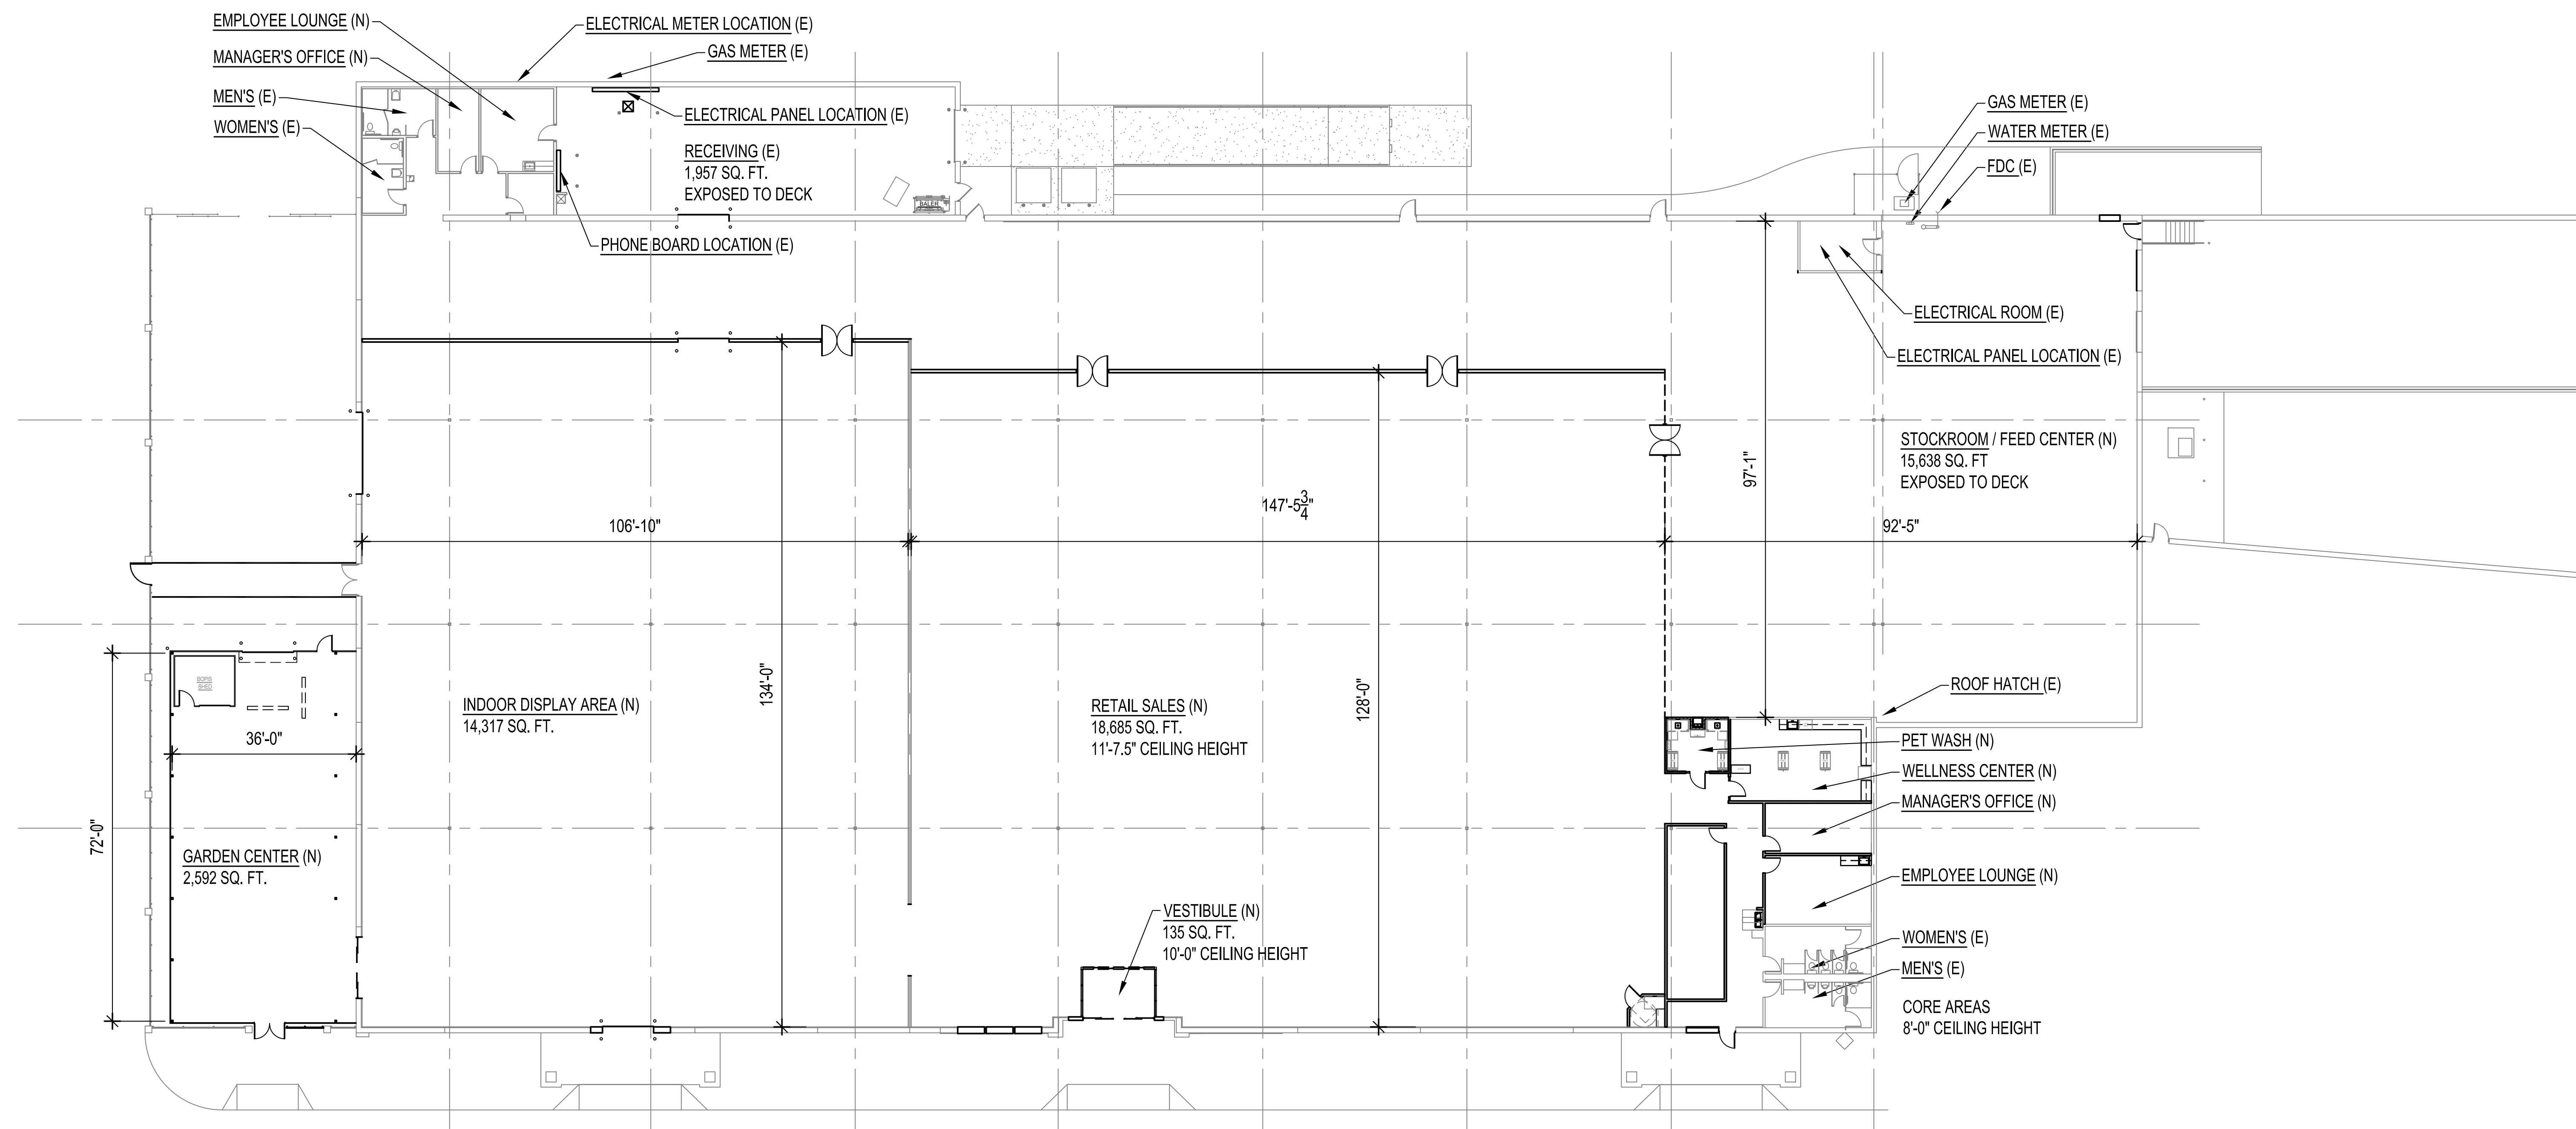 EMPLOYEE LOUNGE (N)
MANAGER'S OFFICE (N)
MEN'S (E)
WOMEN'S (E)
ELECTRICAL METER LOCATION (E)
GAS METER (E)
ELECTRICAL PANEL LOCATION (E)
RECEIVING (E)
1,957 SQ. FT.
EXPOSED TO DECK
BALER
PHONE BOARD LOCATION (E)
GAS METER (E)
WATER METER (E)
FDC (E)
ELECTRICAL ROOM (E)
ELECTRICAL PANEL LOCATION (E)
STOCKROOM / FEED CENTER (N)
15,638 SQ. FT
EXPOSED TO DECK
97'-1"
106'-10"
147'-5 3/4"
92'-5"
134'-0"
128'-0"
BORIS
SHED
36'-0"
72'-0"
GARDEN CENTER (N)
2,592 SQ. FT.
INDOOR DISPLAY AREA (N)
14,317 SQ. FT.
RETAIL SALES (N)
18,685 SQ. FT.
11'-7.5" CEILING HEIGHT
VESTIBULE (N)
135 SQ. FT.
10'-0" CEILING HEIGHT
ROOF HATCH (E)
PET WASH (N)
WELLNESS CENTER (N)
MANAGER'S OFFICE (N)
EMPLOYEE LOUNGE (N)
WOMEN'S (E)
MEN'S (E)
CORE AREAS
8'-0" CEILING HEIGHT